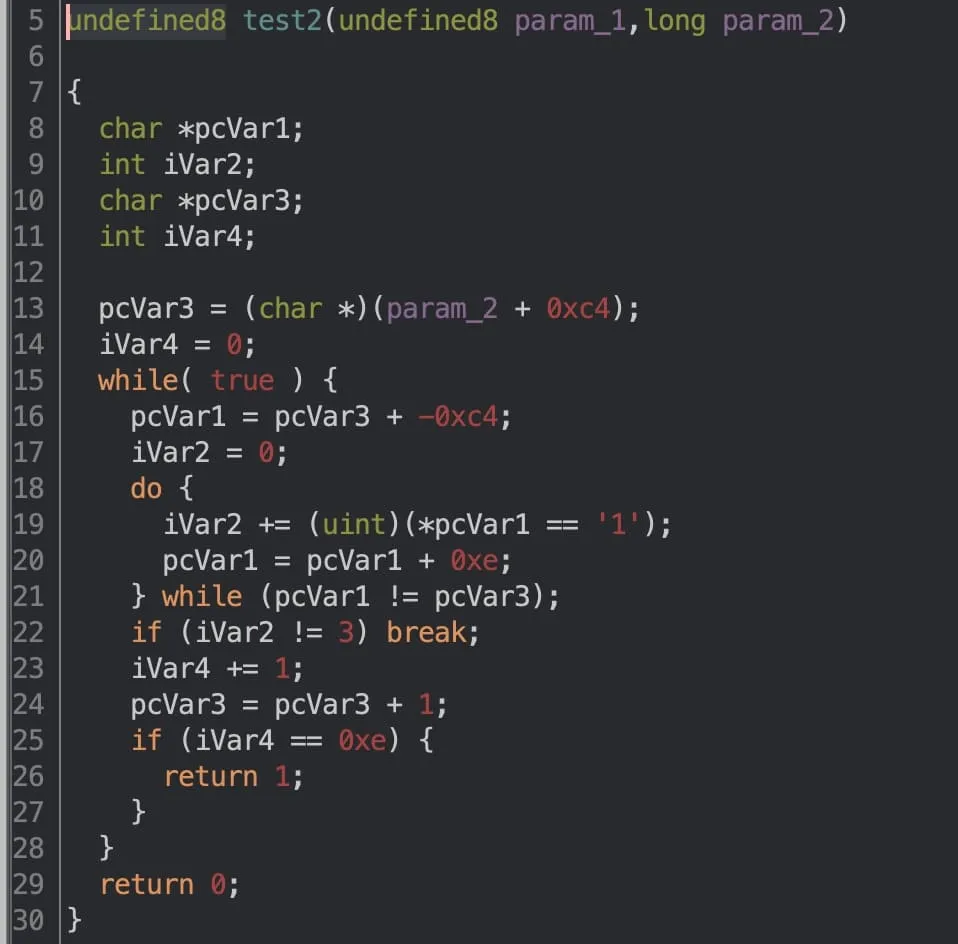 5 undefined8 test2(undefined8 param_1,long param_2)
6
7 {
8 char *pcVar1;
9 int iVar2;
10 char *pcVar3;
11 int iVar4;
12
13 pcVar3 = (char *)(param_2 + 0xc4);
14 iVar4 = 0;
15 while( true ) {
16 pcVar1 = pcVar3 + -0xc4;
17 iVar2 = 0;
18 do {
19 iVar2 += (uint)(*pcVar1 == '1');
20 pcVar1 = pcVar1 + 0xe;
21 } while (pcVar1 != pcVar3);
22 if (iVar2 != 3) break;
23 iVar4 += 1;
24 pcVar3 = pcVar3 + 1;
25 if (iVar4 == 0xe) {
26 return 1;
27 }
28 }
29 return 0;
30 }